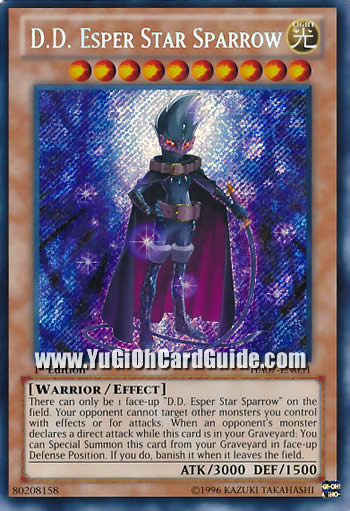 D.D. Esper Star Sparrow
LIGHT
光
www.YuGiOhCardGuide.com
1st Edition
[Warrior / Effect]
There can only be 1 face-up "D.D. Esper Star Sparrow" on
the field. Your opponent cannot target other monsters you control
with effects or for attacks. When an opponent's monster
declares a direct attack while this card is in your Graveyard: You
can Special Summon this card from your Graveyard in face-up
Defense Position. If you do, banish it when it leaves the field.
ATK/3000 DEF/1500
80208158
©1996 KAZUKI TAKAHASHI